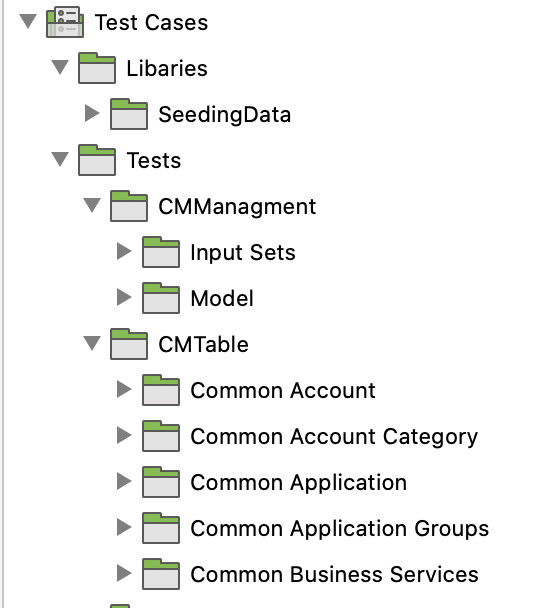 Test Cases
Libaries
SeedingData
Tests
CMManagment
Input Sets
Model
CMTable
Common Account
Common Account Category
Common Application
Common Application Groups
Common Business Services